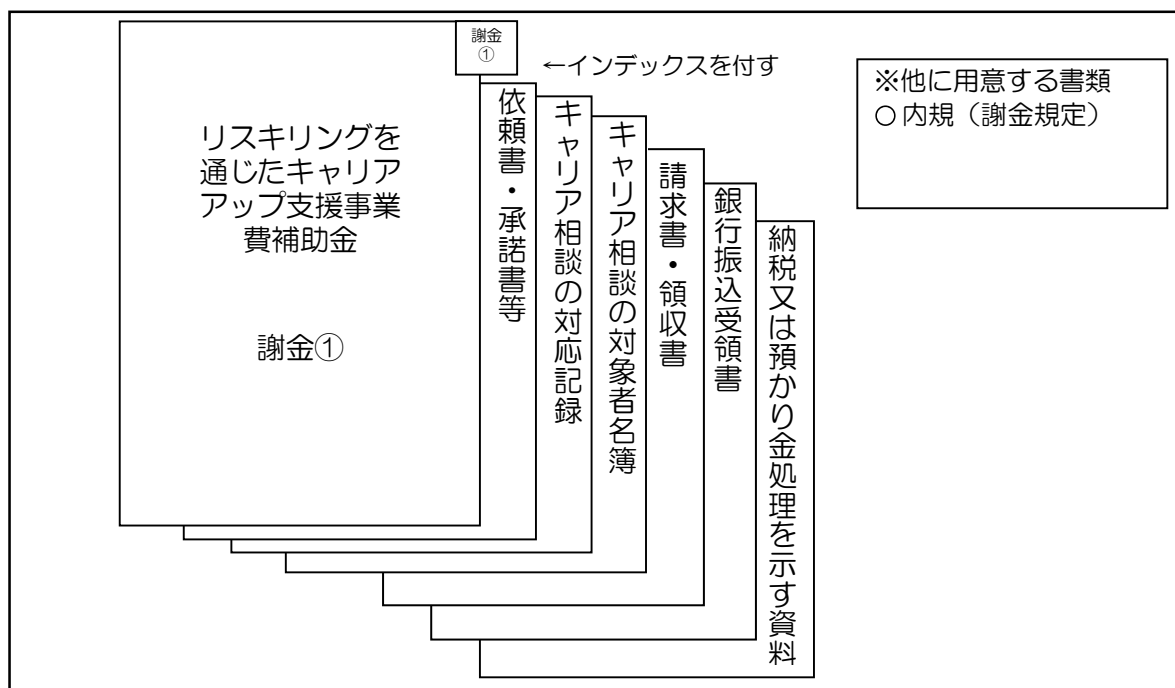 謝金
①
←インデックスを付す
リスキリングを
通じたキャリア
アップ支援事業
費補助金
謝金①
依頼書・承諾書等
キャリア相談の対応記録
キャリア相談の対象者名簿
請求書・領収書
銀行振込受領書
納税又は預かり金処理を示す資料
※他に用意する書類
○内規（謝金規定）